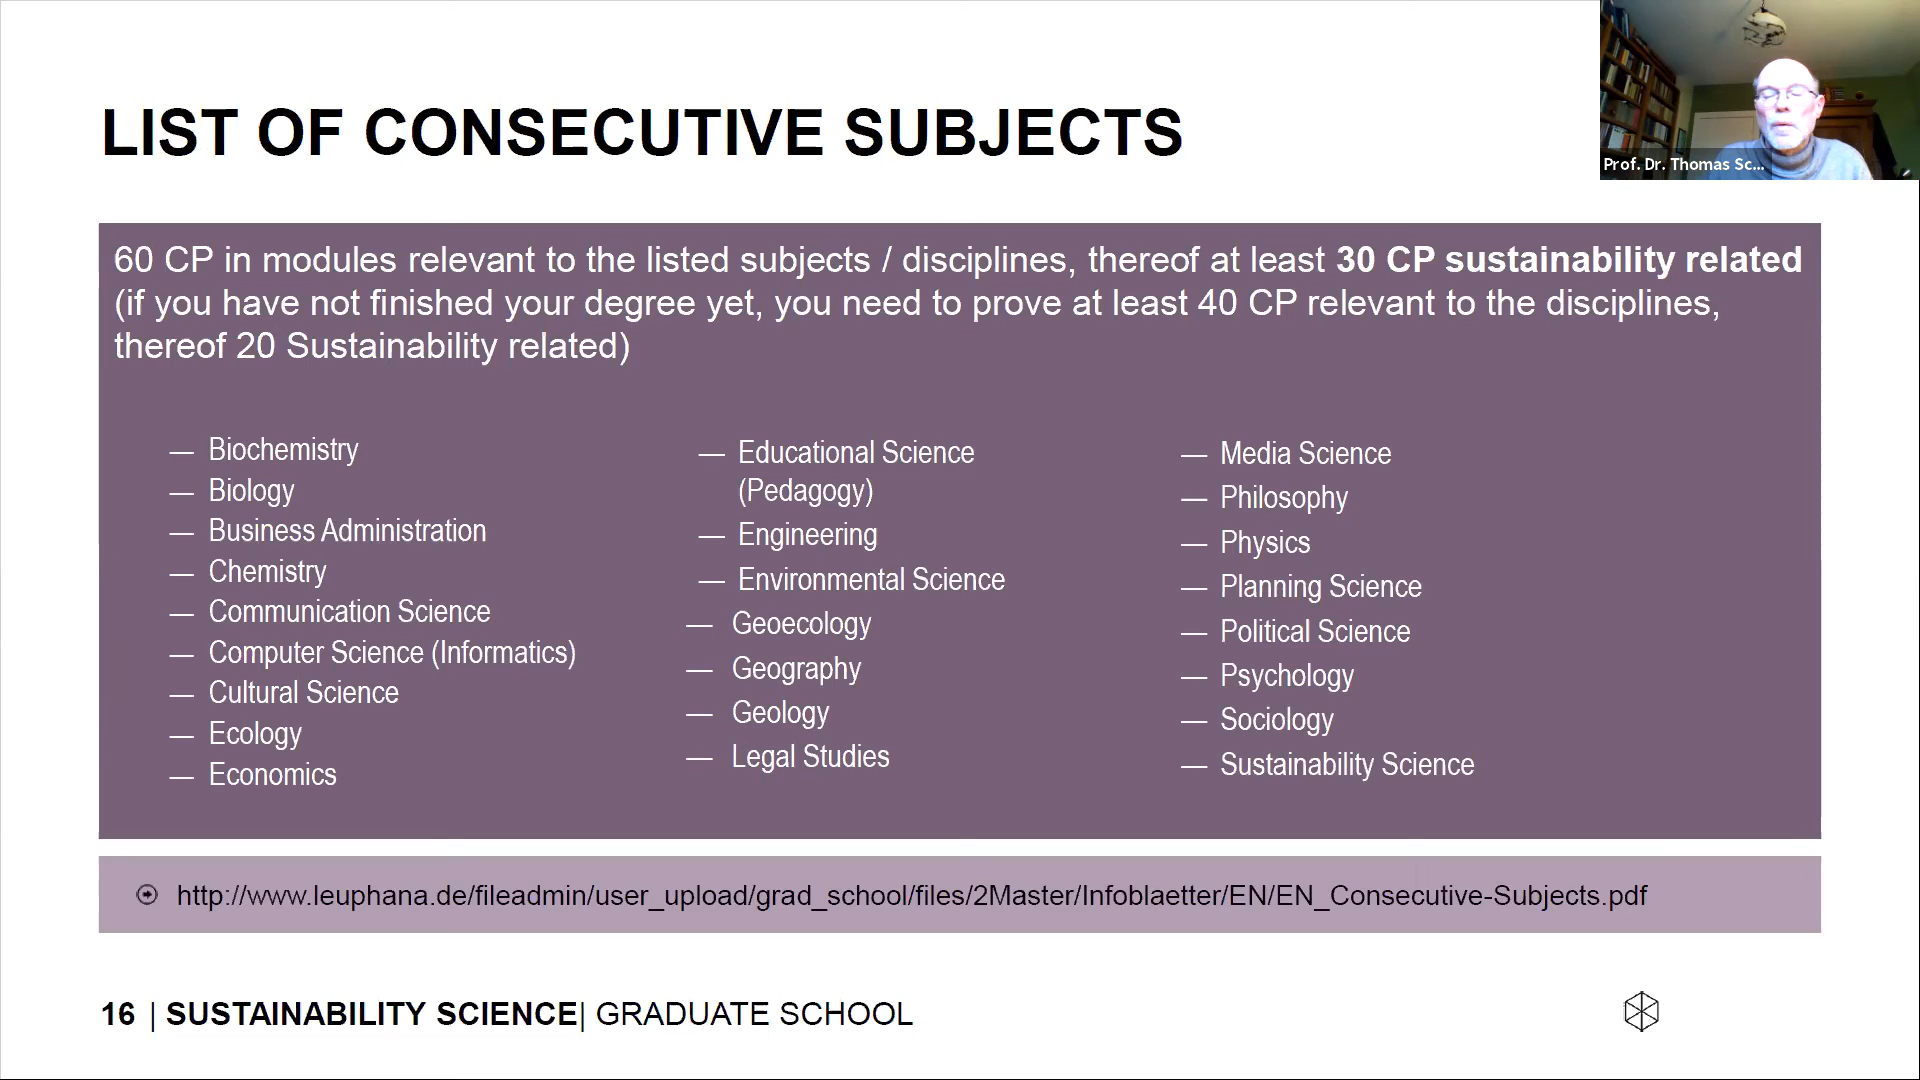 LIST OF CONSECUTIVE SUBJECTS
Prof. Dr. Thomas Sc...
60 CP in modules relevant to the listed subjects / disciplines, thereof at least 30 CP sustainability related
(if you have not finished your degree yet, you need to prove at least 40 CP relevant to the disciplines,
thereof 20 Sustainability related)
— Biochemistry
— Biology
— Business Administration
— Chemistry
— Communication Science
— Computer Science (Informatics)
— Cultural Science
— Ecology
— Economics
— Educational Science
(Pedagogy)
— Engineering
— Environmental Science
— Geoecology
— Geography
— Geology
— Legal Studies
— Media Science
— Philosophy
— Physics
— Planning Science
— Political Science
— Psychology
— Sociology
— Sustainability Science
http://www.leuphana.de/fileadmin/user_upload/grad_school/files/2Master/Infoblaetter/EN/EN_Consecutive-Subjects.pdf
16 | SUSTAINABILITY SCIENCE| GRADUATE SCHOOL